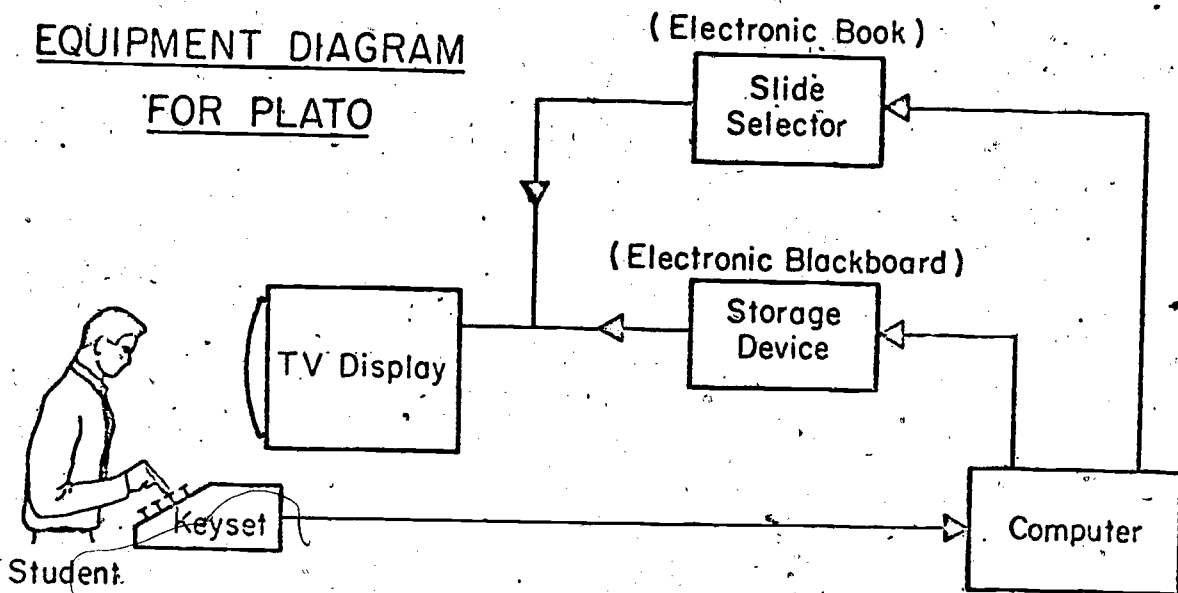 EQUIPMENT DIAGRAM
FOR PLATO
(Electronic Book)
Slide
Selector
(Electronic Blackboard)
Storage
Device
TV Display
Keyset
Computer
Student